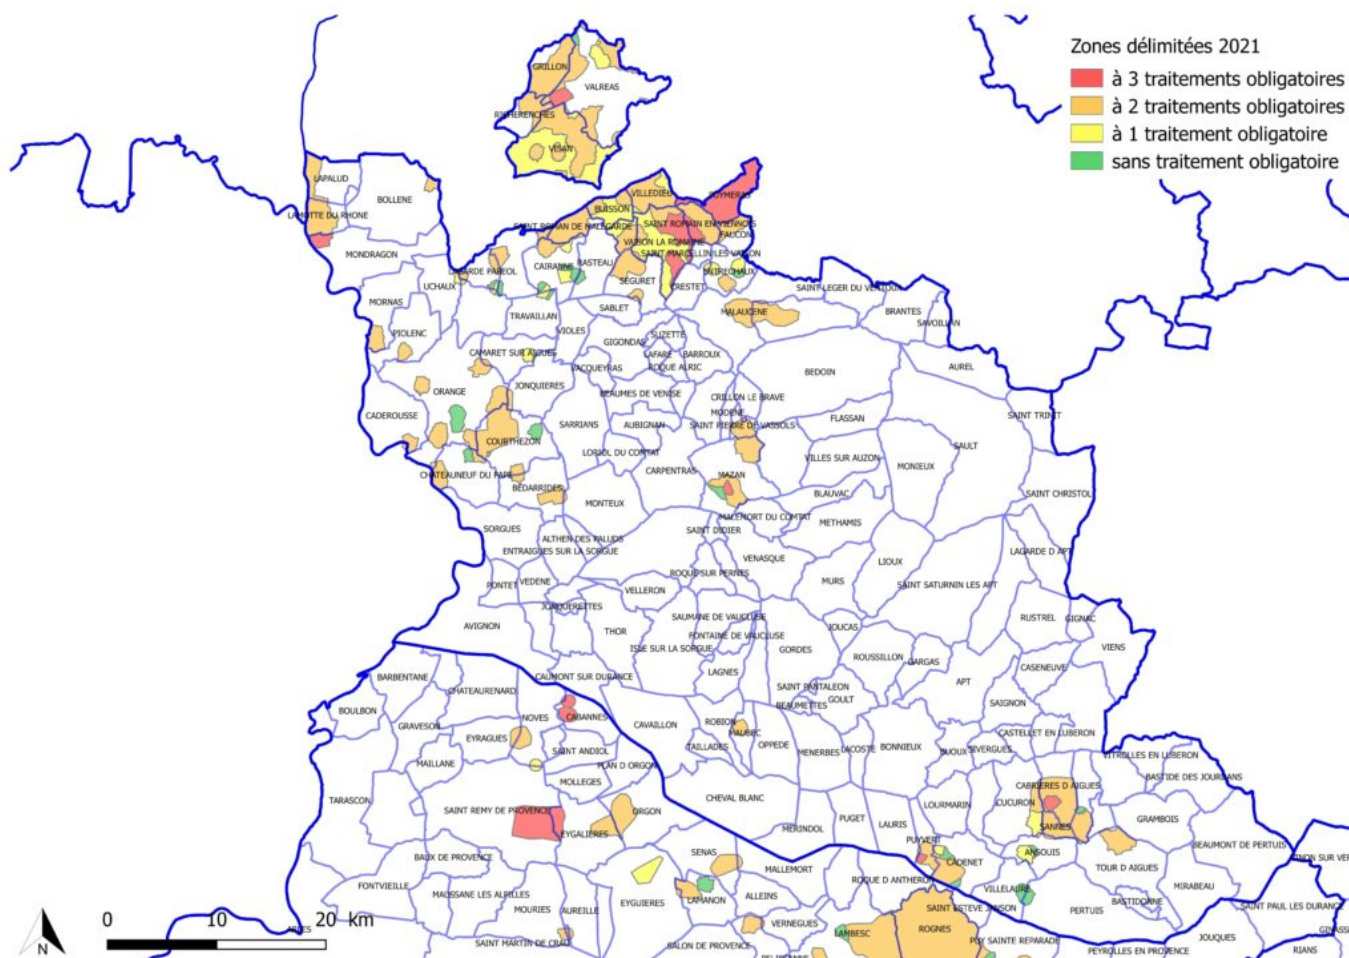 Zones délimitées 2021
à 3 traitements obligatoires
à 2 traitements obligatoires
à 1 traitement obligatoire
sans traitement obligatoire
GRILLON
VALREAS
RICHERENCHES
VISAN
LAPALUD
BOLLENE
LAMOTTE DU RHONE
MONDRAGON
PUYMERAS
VILLEDIEU
BUISSON
SAINT ROMAN DE MALEGARDE
SAINT ROMAIN EN VIENNOIS
FAUCON
VAISON LA ROMAINE
SAINT MARCELLIN LES VAISON
RASTEAU
CAIRANNE
LAGARDE PAREOL
ENTRECHAUX
SEGURET
CRESTET
UCHAUX
SAINT LEGER DU VENTOUX
MORNAS
TRAVAILLAN
SABLET
MALAUCENE
BRANTES
SAVOILLAN
PIOLENC
VIOLES
SUZETTE
GIGONDAS
CAMARET SUR AIGUES
LAFARE
BARROUX
ROQUE ALRIC
VACQUEYRAS
BEDOIN
AUREL
ORANGE
JONQUIERES
BEAUMES DE VENISE
CRILLON LE BRAVE
CADEROUSSE
MODENE
SAINT TRINIT
SARRIANS
AUBIGNAN
SAINT PIERRE DE VASSOLS
FLASSAN
COURTHEZON
SAULT
LORIOL DU COMTAT
VILLES SUR AUZON
MONIEUX
CHATEAUNEUF DU PAPE
CARPENTRAS
MAZAN
BEDARRIDES
BLAUVAC
SAINT CHRISTOL
MONTEUX
MALEMORT DU COMTAT
METHAMIS
SORGUES
SAINT DIDIER
ALTHEN DES PALUDS
ENTRAIGUES SUR LA SORGUE
LAGARDE D APT
VENASQUE
LIOUX
ROQUE SUR PERNES
MURS
SAINT SATURNIN LES APT
PONTET
VEDENE
VELLERON
JONQUERETTES
SAUMANE DE VAUCLUSE
RUSTREL
GIGNAC
AVIGNON
THOR
FONTAINE DE VAUCLUSE
JOUCAS
ISLE SUR LA SORGUE
GORDES
VIENS
ROUSSILLON
GARGAS
CASENEUVE
BARBENTANE
CAUMONT SUR DURANCE
LAGNES
APT
CHATEAURENARD
SAINT PANTALEON
GOULT
BEAUMETTES
SAIGNON
BOULBON
GRAVESON
NOVES
CABANNES
CAVAILLON
ROBION
MAUBEC
CASTELLET EN LUBERON
EYRAGUES
SAINT ANDIOL
TAILLADES
OPPEDE
MENERBES
LACOSTE
BONNIEUX
BUOUX
SIVERGUES
VITROLLES EN LUBERON
MAILLANE
PLAN D ORGON
BASTIDE DES JOURDANS
MOLLEGES
CABRIERES D AIGUES
TARASCON
CHEVAL BLANC
LOURMARIN
CUCURON
SAINT REMY DE PROVENCE
ORGON
PUGET
LAURIS
GRAMBOIS
EYGALIERES
MERINDOL
SANNES
PUYVERT
BEAUMONT DE PERTUIS
BAUX DE PROVENCE
SENAS
ANSOUIS
MALLEMORT
CADENET
TOUR D AIGUES
VINON SUR VER
FONTVIEILLE
ROQUE D ANTHERON
MAUSSANE LES ALPILLES
EYGUIERES
LAMANON
ALLEINS
VILLELAURE
MIRABEAU
BASTIDONNE
MOURIES
AUREILLE
VERNEGUES
SAINT ESTEVE JANSON
PERTUIS
SAINT PAUL LES DURANCE
LAMBESC
ROGNES
SAINT MARTIN DE CRAU
SALON DE PROVENCE
PUY SAINTE REPARADE
JOUQUES
PEYROLLES EN PROVENCE
RIANS
0 10 20 km
N